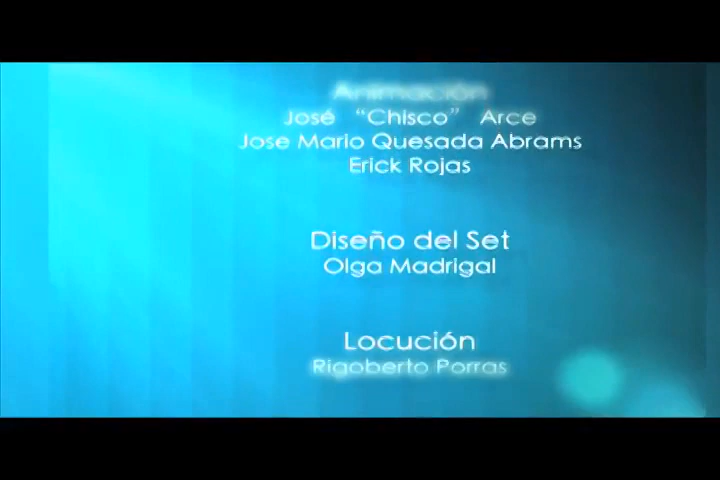 Animación
José “Chisco” Arce
Jose Mario Quesada Abrams
Erick Rojas
Diseño del Set
Olga Madrigal
Locución
Rigoberto Porras